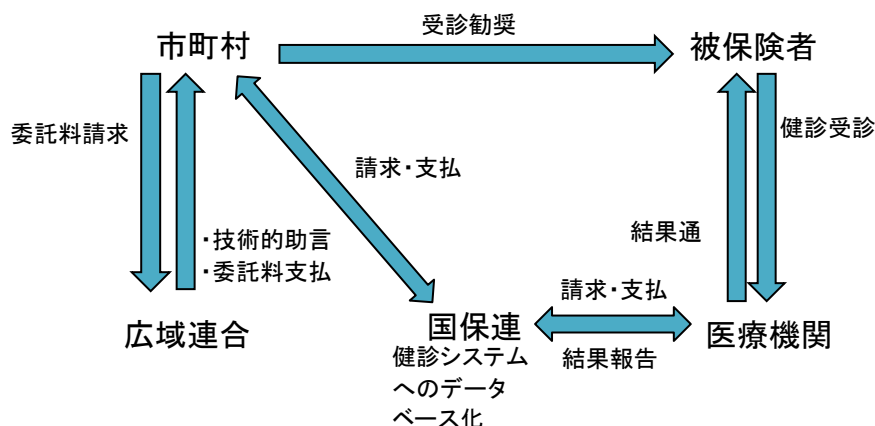 受診勧奨
市町村
被保険者
委託料請求
健診受診
請求・支払
・技術的助言
・委託料支払
結果通
請求・支払
広域連合
国保連
医療機関
健診システム
へのデータ
ベース化
結果報告